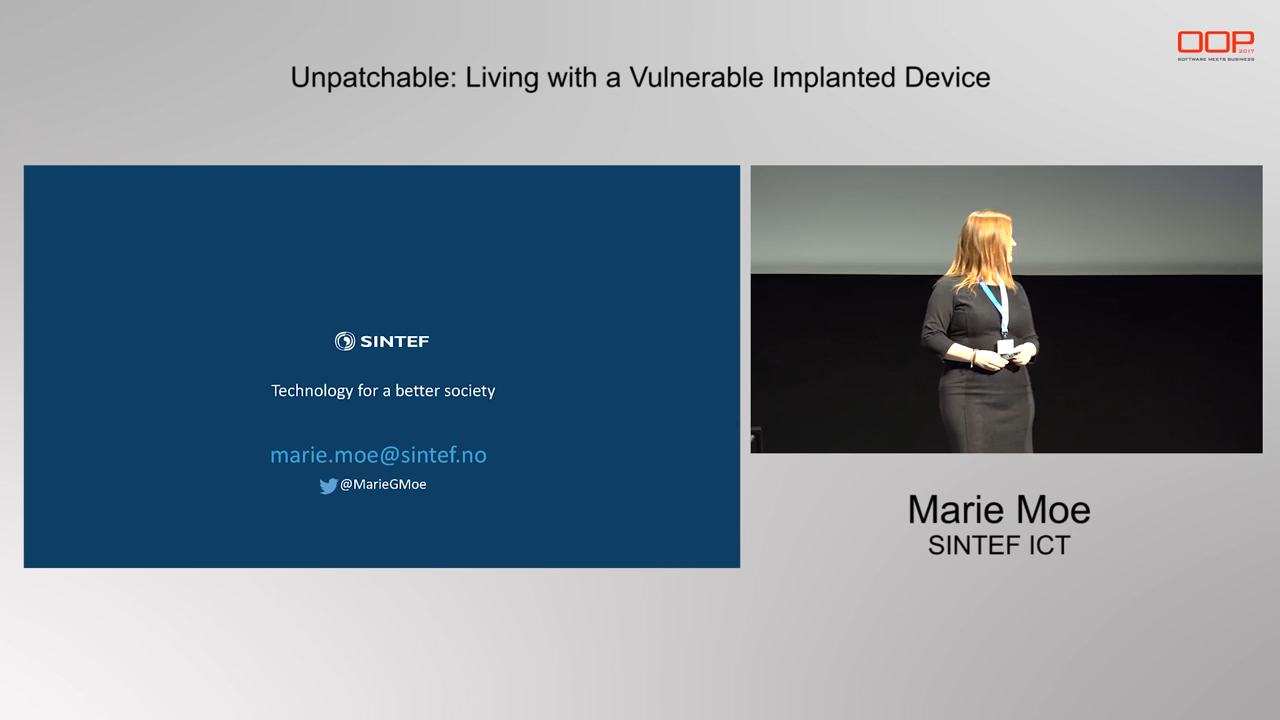 OOP
2017
SOFTWARE MEETS BUSINESS
Unpatchable: Living with a Vulnerable Implanted Device
SINTEF
Technology for a better society
marie.moe@sintef.no
@MarieGMoe
Marie Moe
SINTEF ICT